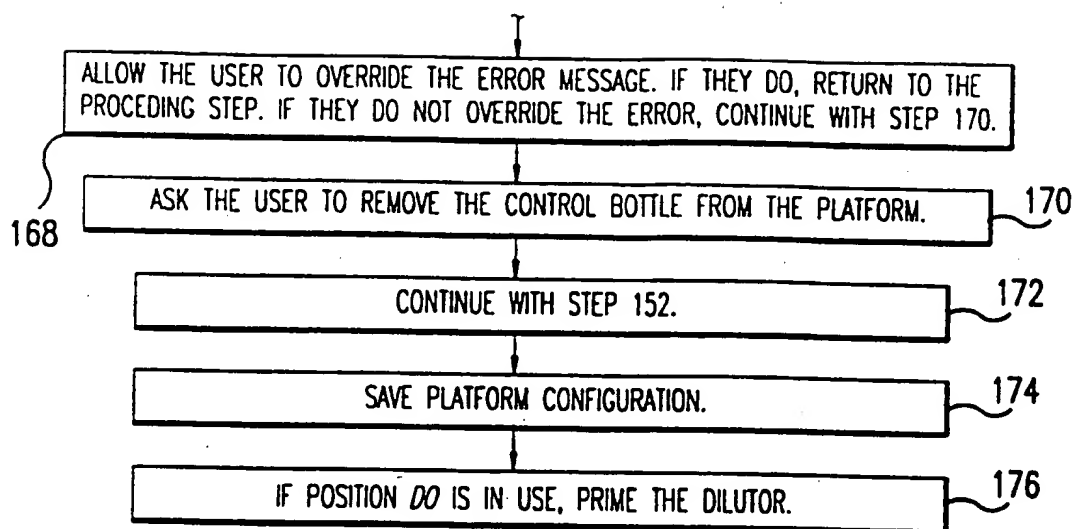 ALLOW THE USER TO OVERRIDE THE ERROR MESSAGE. IF THEY DO, RETURN TO THE
PROCEDING STEP. IF THEY DO NOT OVERRIDE THE ERROR, CONTINUE WITH STEP 170.
168
ASK THE USER TO REMOVE THE CONTROL BOTTLE FROM THE PLATFORM.
170
CONTINUE WITH STEP 152.
172
SAVE PLATFORM CONFIGURATION.
174
IF POSITION DO IS IN USE, PRIME THE DILUTOR.
176